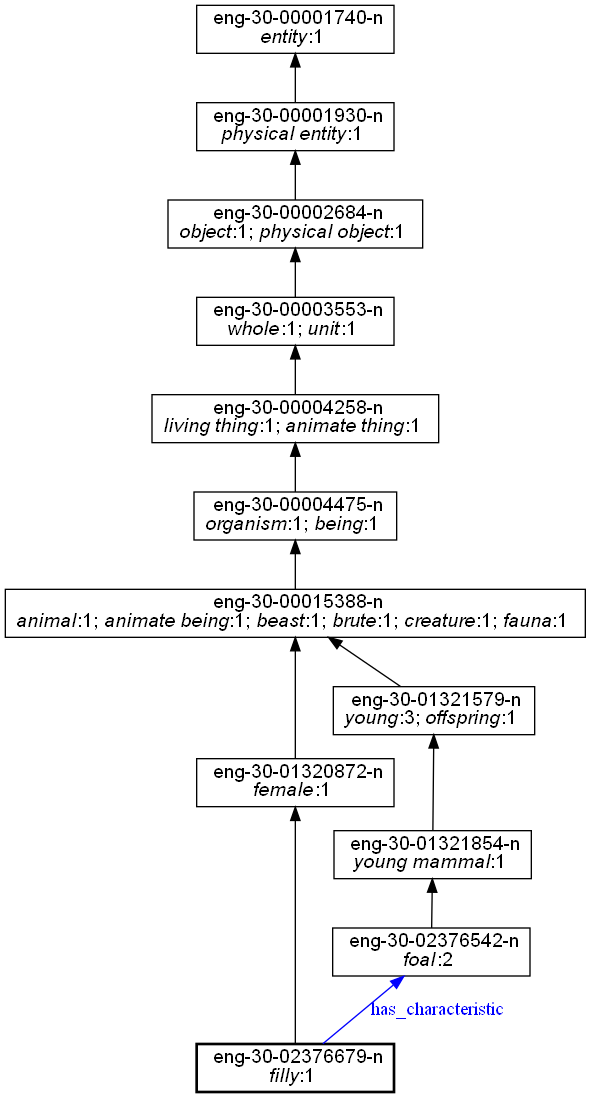 eng-30-00001740-n
entity:1
eng-30-00001930-n
physical entity:1
eng-30-00002684-n
object:1; physical object:1
eng-30-00003553-n
whole:1; unit:1
eng-30-00004258-n
living thing:1; animate thing:1
eng-30-00004475-n
organism:1; being:1
eng-30-00015388-n
animal:1; animate being:1; beast:1; brute:1; creature:1; fauna:1
eng-30-01321579-n
young:3; offspring:1
eng-30-01320872-n
female:1
eng-30-01321854-n
young mammal:1
eng-30-02376542-n
foal:2
has_characteristic
eng-30-02376679-n
filly:1